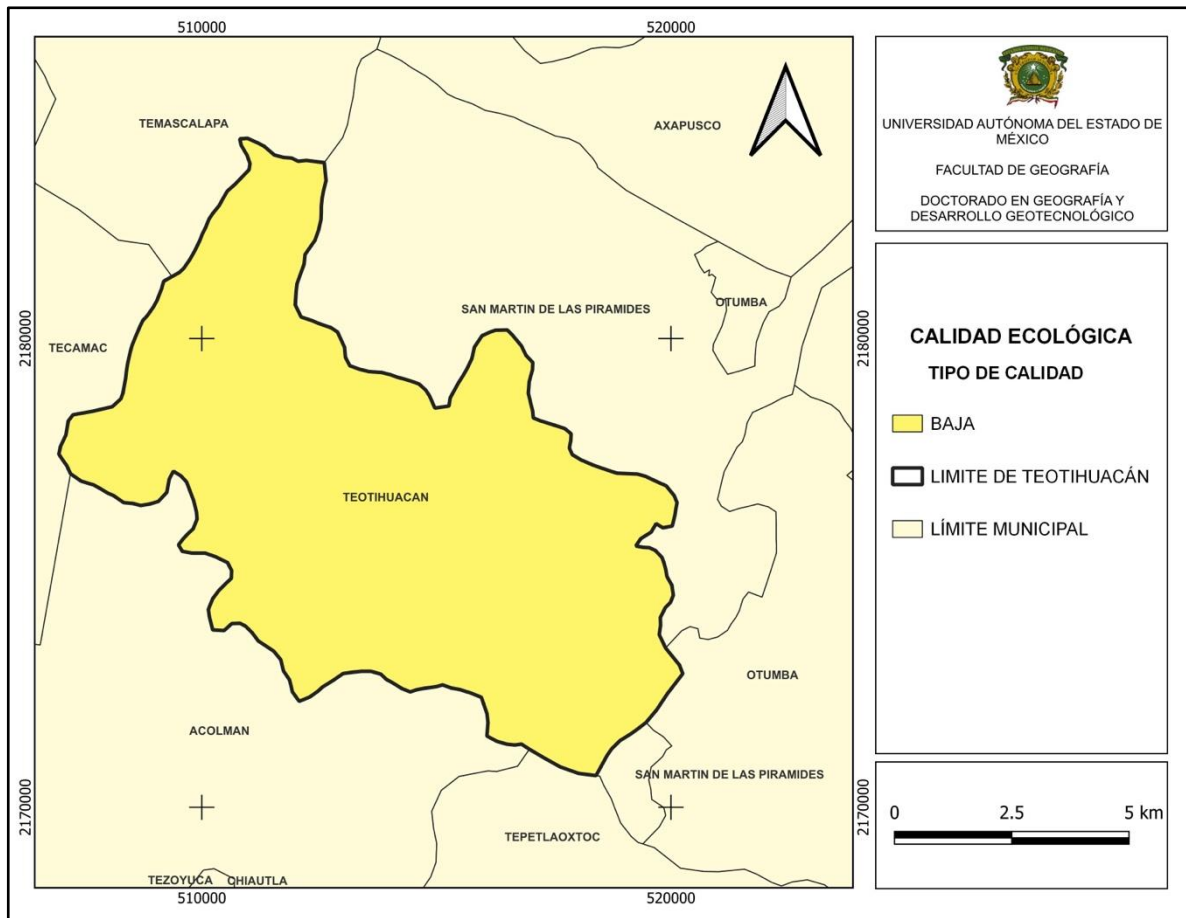 510000
520000
TEMASCALAPA
AXAPUSCO
SAN MARTIN DE LAS PIRAMIDES
OTUMBA
TECAMAC
2180000
2180000
TEOTIHUACAN
OTUMBA
ACOLMAN
SAN MARTIN DE LAS PIRAMIDES
TEPETLAOXTOC
2170000
2170000
TEZOYUCA
CHIAUTLA
510000
520000
UNIVERSIDAD AUTÓNOMA DEL ESTADO DE
MÉXICO
FACULTAD DE GEOGRAFÍA
DOCTORADO EN GEOGRAFÍA Y
DESARROLLO GEOTECNOLÓGICO
CALIDAD ECOLÓGICA
TIPO DE CALIDAD
BAJA
LIMITE DE TEOTIHUACÁN
LÍMITE MUNICIPAL
0 2.5 5 km